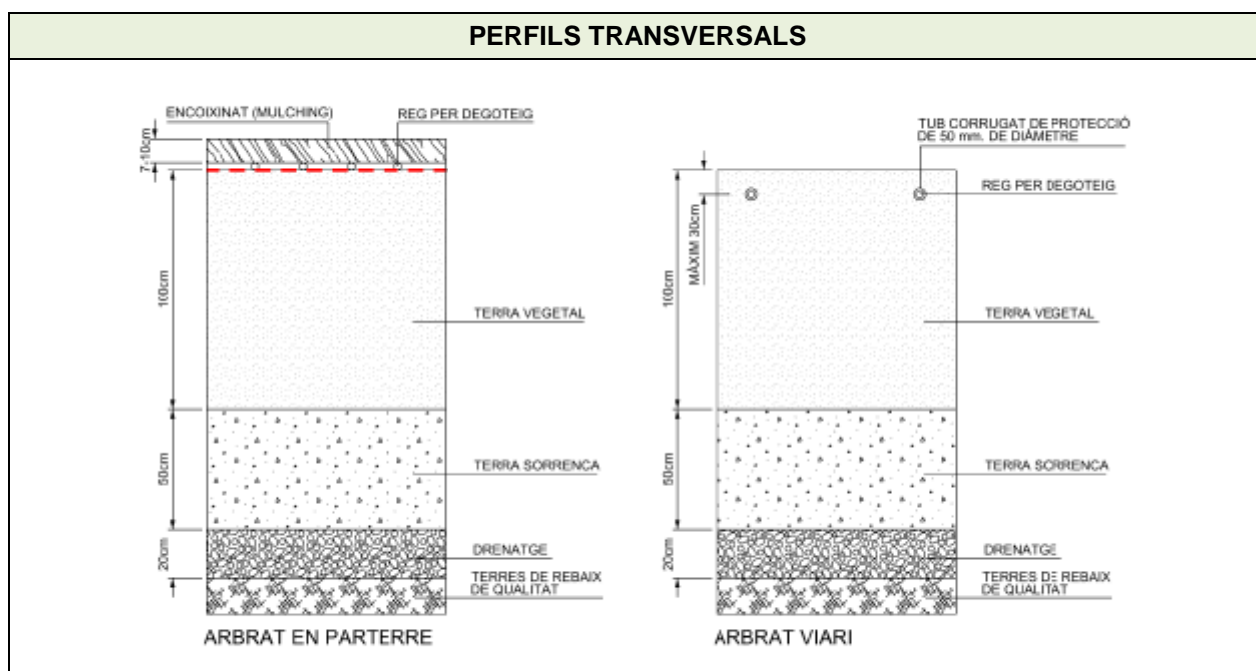 PERFILS TRANSVERSALS
ENCOIXINAT (MULCHING)
REG PER DEGOTEIG
7-10cm
100cm
TERRA VEGETAL
50cm
TERRA SORRENCA
20cm
DRENATGE
TERRES DE REBAIX
DE QUALITAT
ARBRAT EN PARTERRE
TUB CORRUGAT DE PROTECCIÓ
DE 50 mm. DE DIÀMETRE
REG PER DEGOTEIG
MÀXIM 30cm
100cm
TERRA VEGETAL
50cm
TERRA SORRENCA
20cm
DRENATGE
TERRES DE REBAIX
DE QUALITAT
ARBRAT VIARI